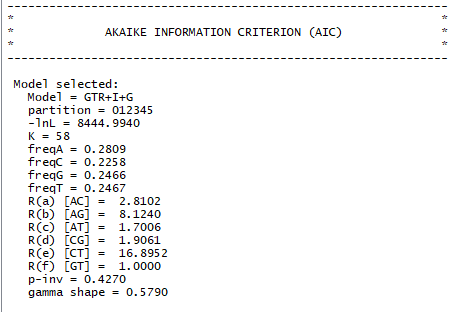 ---------------------------------------------------------------
*                                                             *
*             AKAIKE INFORMATION CRITERION (AIC)              *
*                                                             *
---------------------------------------------------------------
Model selected:
Model = GTR+I+G
partition = 012345
-lnL = 8444.9940
K = 58
freqA = 0.2809
freqC = 0.2258
freqG = 0.2466
freqT = 0.2467
R(a) [AC] =  2.8102
R(b) [AG] =  8.1240
R(c) [AT] =  1.7006
R(d) [CG] =  1.9061
R(e) [CT] =  16.8952
R(f) [GT] =  1.0000
p-inv = 0.4270
gamma shape = 0.5790